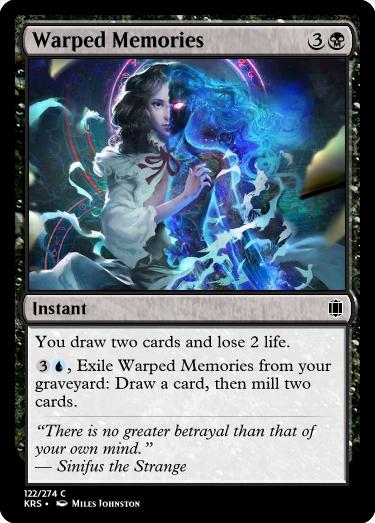 Warped Memories 3
Instant
You draw two cards and lose 2 life.
3, Exile Warped Memories from your
graveyard: Draw a card, then mill two
cards.
“There is no greater betrayal than that of
your own mind.”
— Sinifus the Strange
122/274 C
KRS • Miles Johnston